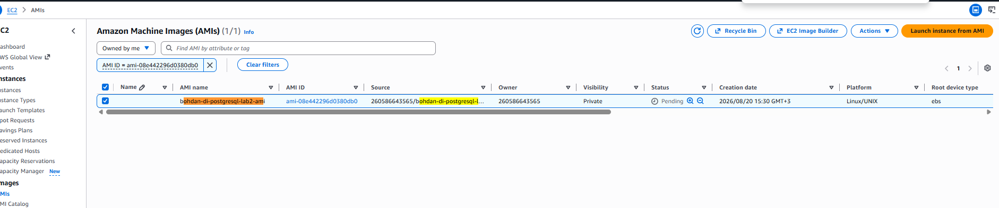 EC2 > AMIs
C2
ashboard
WS Global View
vents
nstances
nstances
nstance Types
aunch Templates
pot Requests
avings Plans
eserved Instances
edicated Hosts
apacity Reservations
apacity Manager New
mages
MIs
MI Catalog
Amazon Machine Images (AMIs) (1/1) Info
Recycle Bin
EC2 Image Builder
Actions
Launch instance from AMI
Owned by me
Find AMI by attribute or tag
AMI ID = ami-08e442296d0380db0
Clear filters
1
Name AMI name AMI ID Source Owner Visibility Status Creation date Platform Root device type
bohdan-di-postgresql-lab2-ami ami-08e442296d0380db0 260586643565/bohdan-di-postgresql-l... 260586643565 Private Pending 2026/08/20 15:30 GMT+3 Linux/UNIX ebs